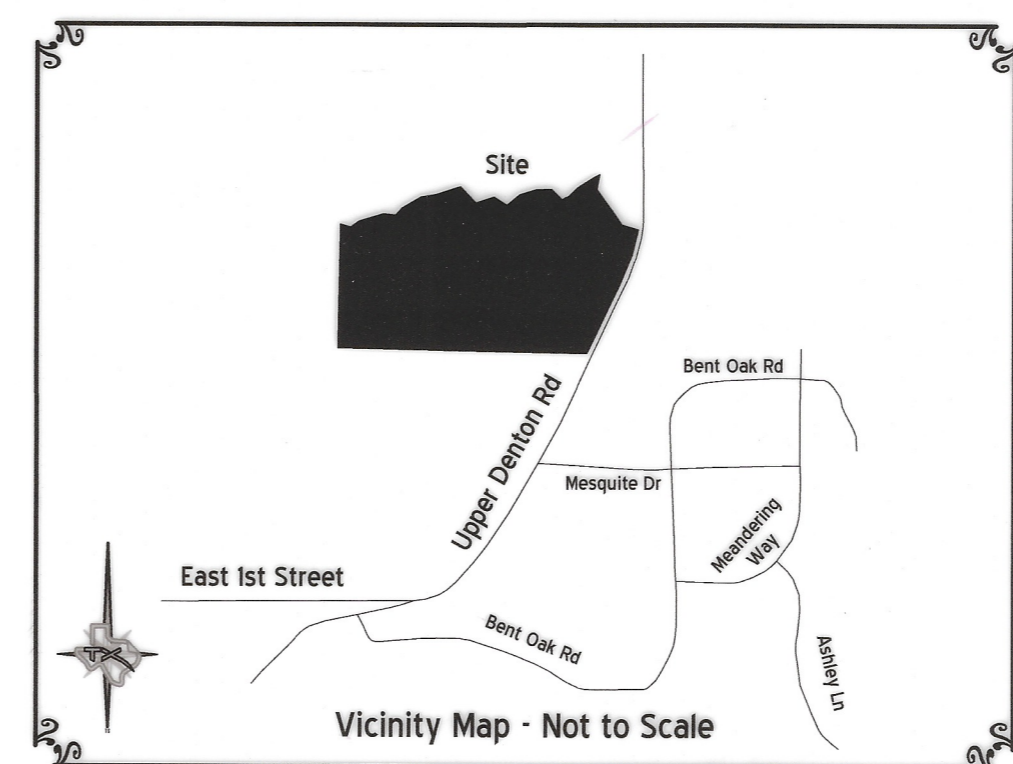 Site
Bent Oak Rd
Upper Denton Rd
Mesquite Dr
Meandering
Way
East 1st Street
Bent Oak Rd
Ashley Ln
TX
Vicinity Map - Not to Scale